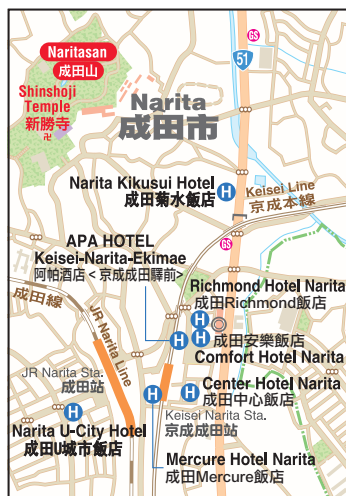 Naritasan
成田山
Shinshoji
Temple
新勝寺
卍
GS
51
Narita
成田市
Narita Kikusui Hotel
成田菊水飯店
H
Keisei Line
京成本線
APA HOTEL
Keisei-Narita-Ekimae
阿帕酒店<京成成田驛前>
GS
成田線
JR Narita Line
Richmond Hotel Narita
成田Richmond飯店
H
H
H
成田安樂飯店
Comfort Hotel Narita
JR Narita Sta.
成田站
H
H
Center Hotel Narita
成田中心飯店
H
Keisei Narita Sta.
京成成田站
Narita U-City Hotel
成田U城市飯店
Mercure Hotel Narita
成田Mercure飯店